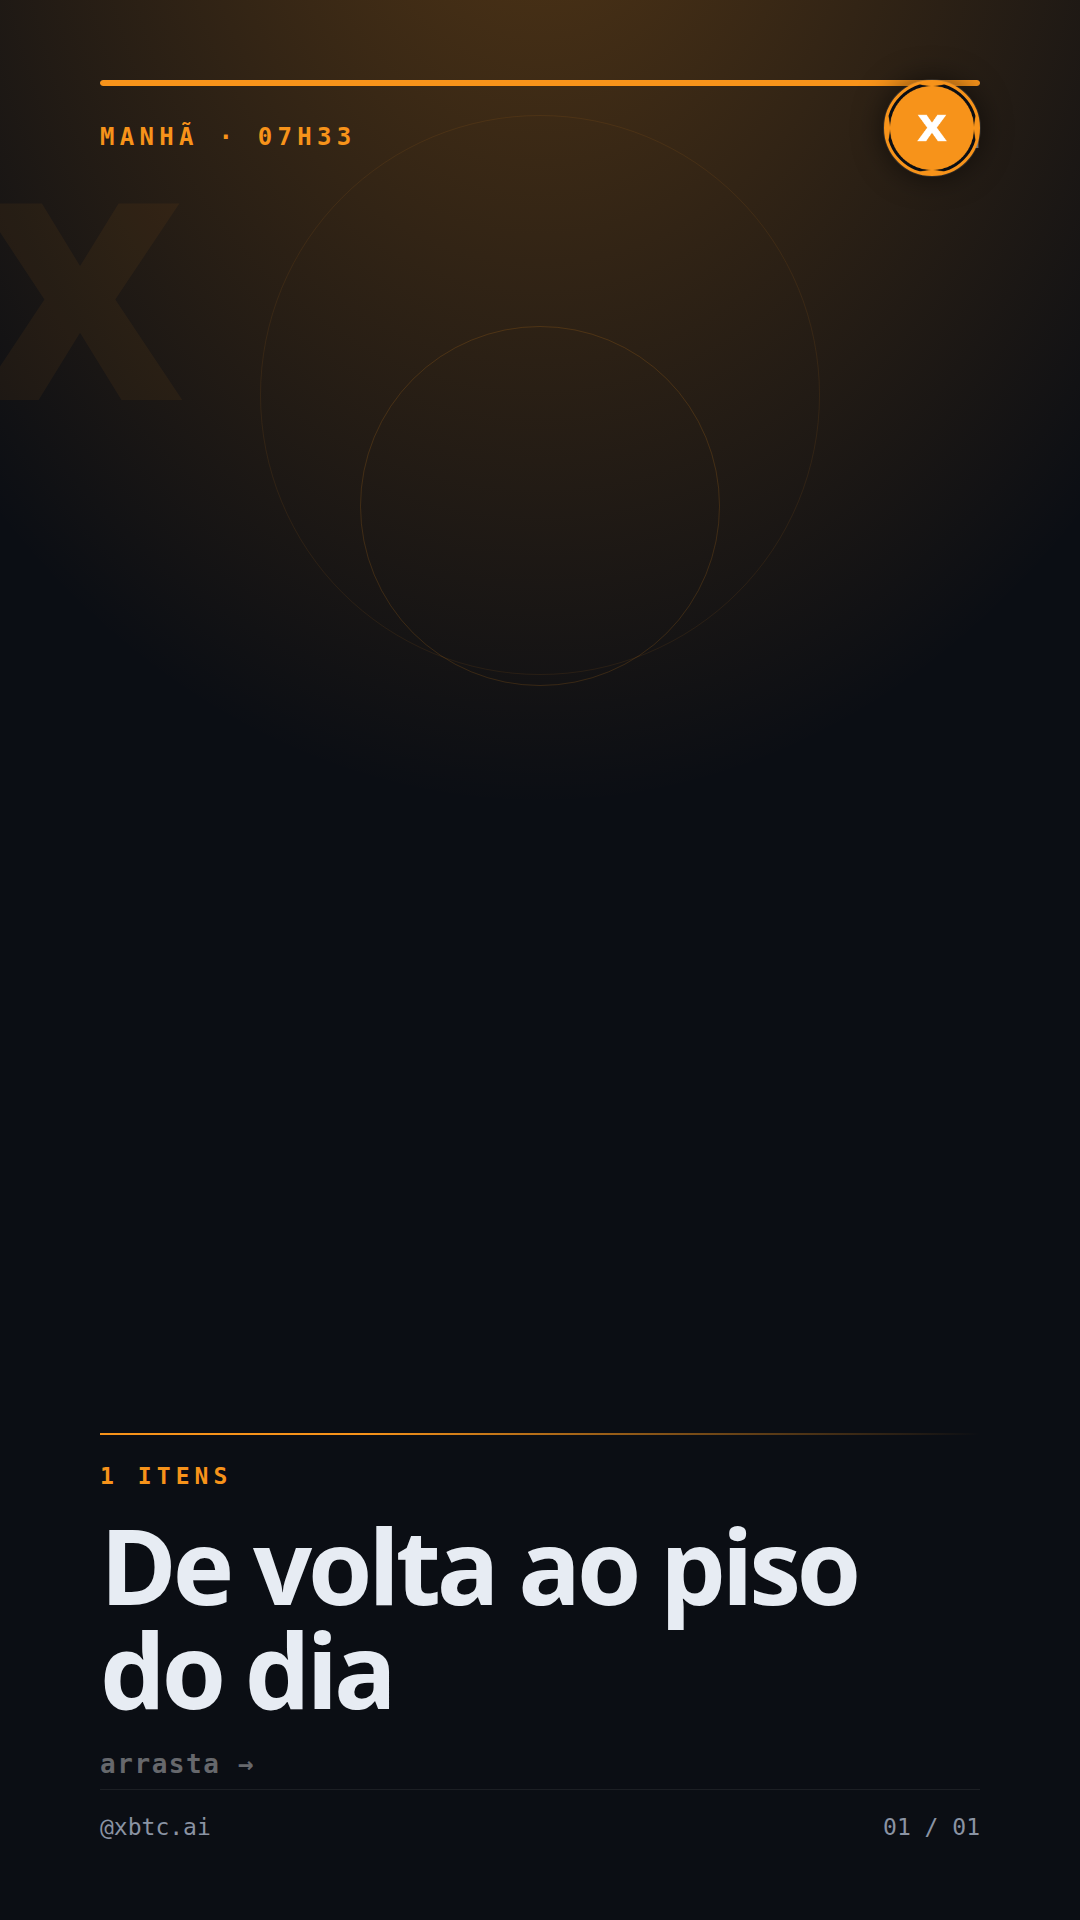 MANHÃ · 07H33
X
X
1 ITENS
De volta ao piso
do dia
arrasta →
@xbtc.ai
01 / 01